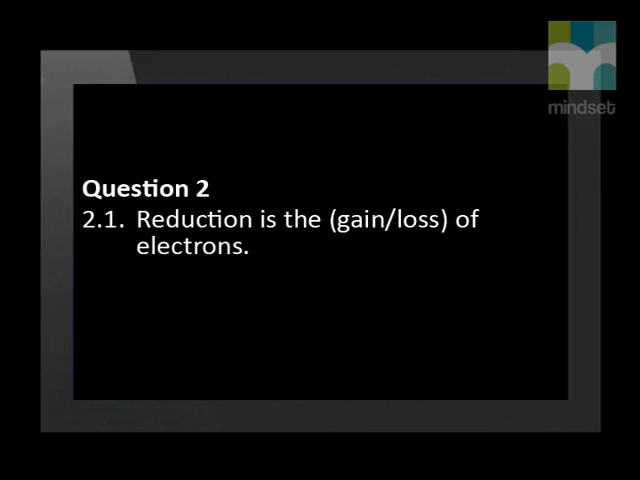 mindset
Question 2
2.1. Reduction is the (gain/loss) of
electrons.